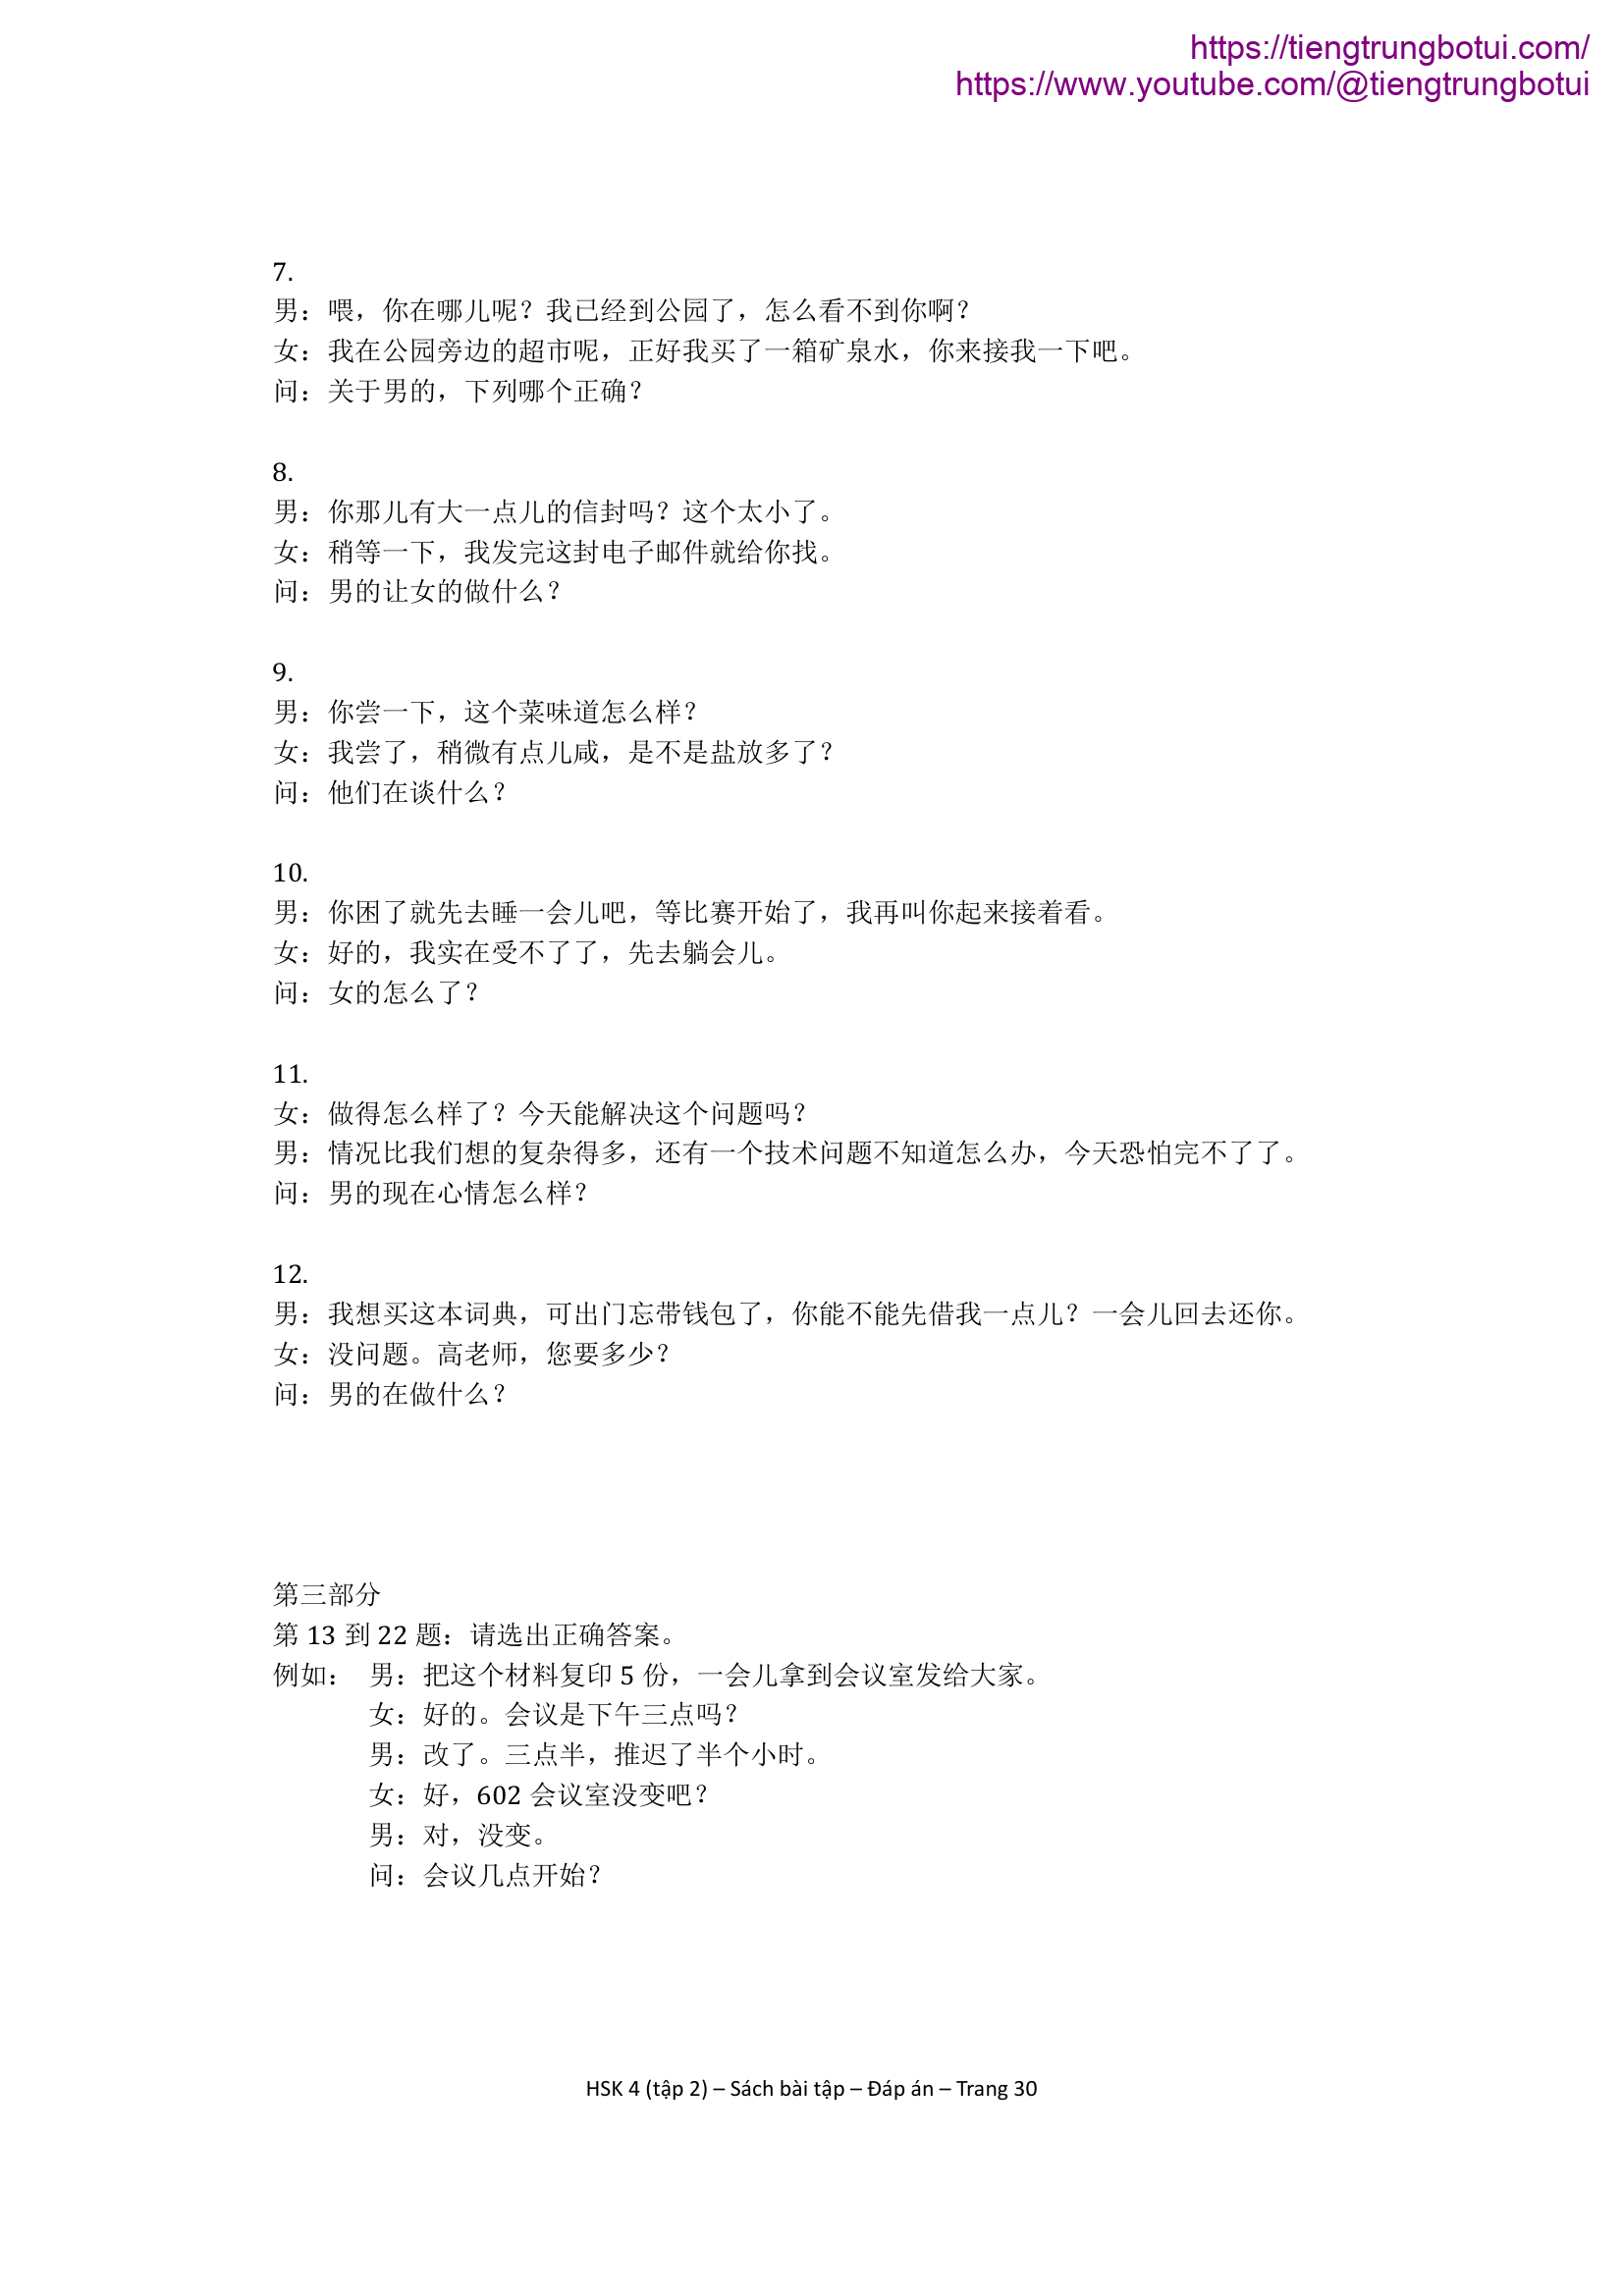 https://tiengtrungbotui.com/
https://www.youtube.com/@tiengtrungbotui
7.
男：喂，你在哪儿呢？我已经到公园了，怎么看不到你啊？
女：我在公园旁边的超市呢，正好我买了一箱矿泉水，你来接我一下吧。
问：关于男的，下列哪个正确？
8.
男：你那儿有大一点儿的信封吗？这个太小了。
女：稍等一下，我发完这封电子邮件就给你找。
问：男的让女的做什么？
9.
男：你尝一下，这个菜味道怎么样？
女：我尝了，稍微有点儿咸，是不是盐放多了？
问：他们在谈什么？
10.
男：你困了就先去睡一会儿吧，等比赛开始了，我再叫你起来接着看。
女：好的，我实在受不了了，先去躺会儿。
问：女的怎么了？
11.
女：做得怎么样了？今天能解决这个问题吗？
男：情况比我们想的复杂得多，还有一个技术问题不知道怎么办，今天恐怕完不了了。
问：男的现在心情怎么样？
12.
男：我想买这本词典，可出门忘带钱包了，你能不能先借我一点儿？一会儿回去还你。
女：没问题。高老师，您要多少？
问：男的在做什么？
第三部分
第 13 到 22 题：请选出正确答案。
例如： 男：把这个材料复印 5 份，一会儿拿到会议室发给大家。
女：好的。会议是下午三点吗？
男：改了。三点半，推迟了半个小时。
女：好，602 会议室没变吧？
男：对，没变。
问：会议几点开始？
HSK 4 (tập 2) – Sách bài tập – Đáp án – Trang 30